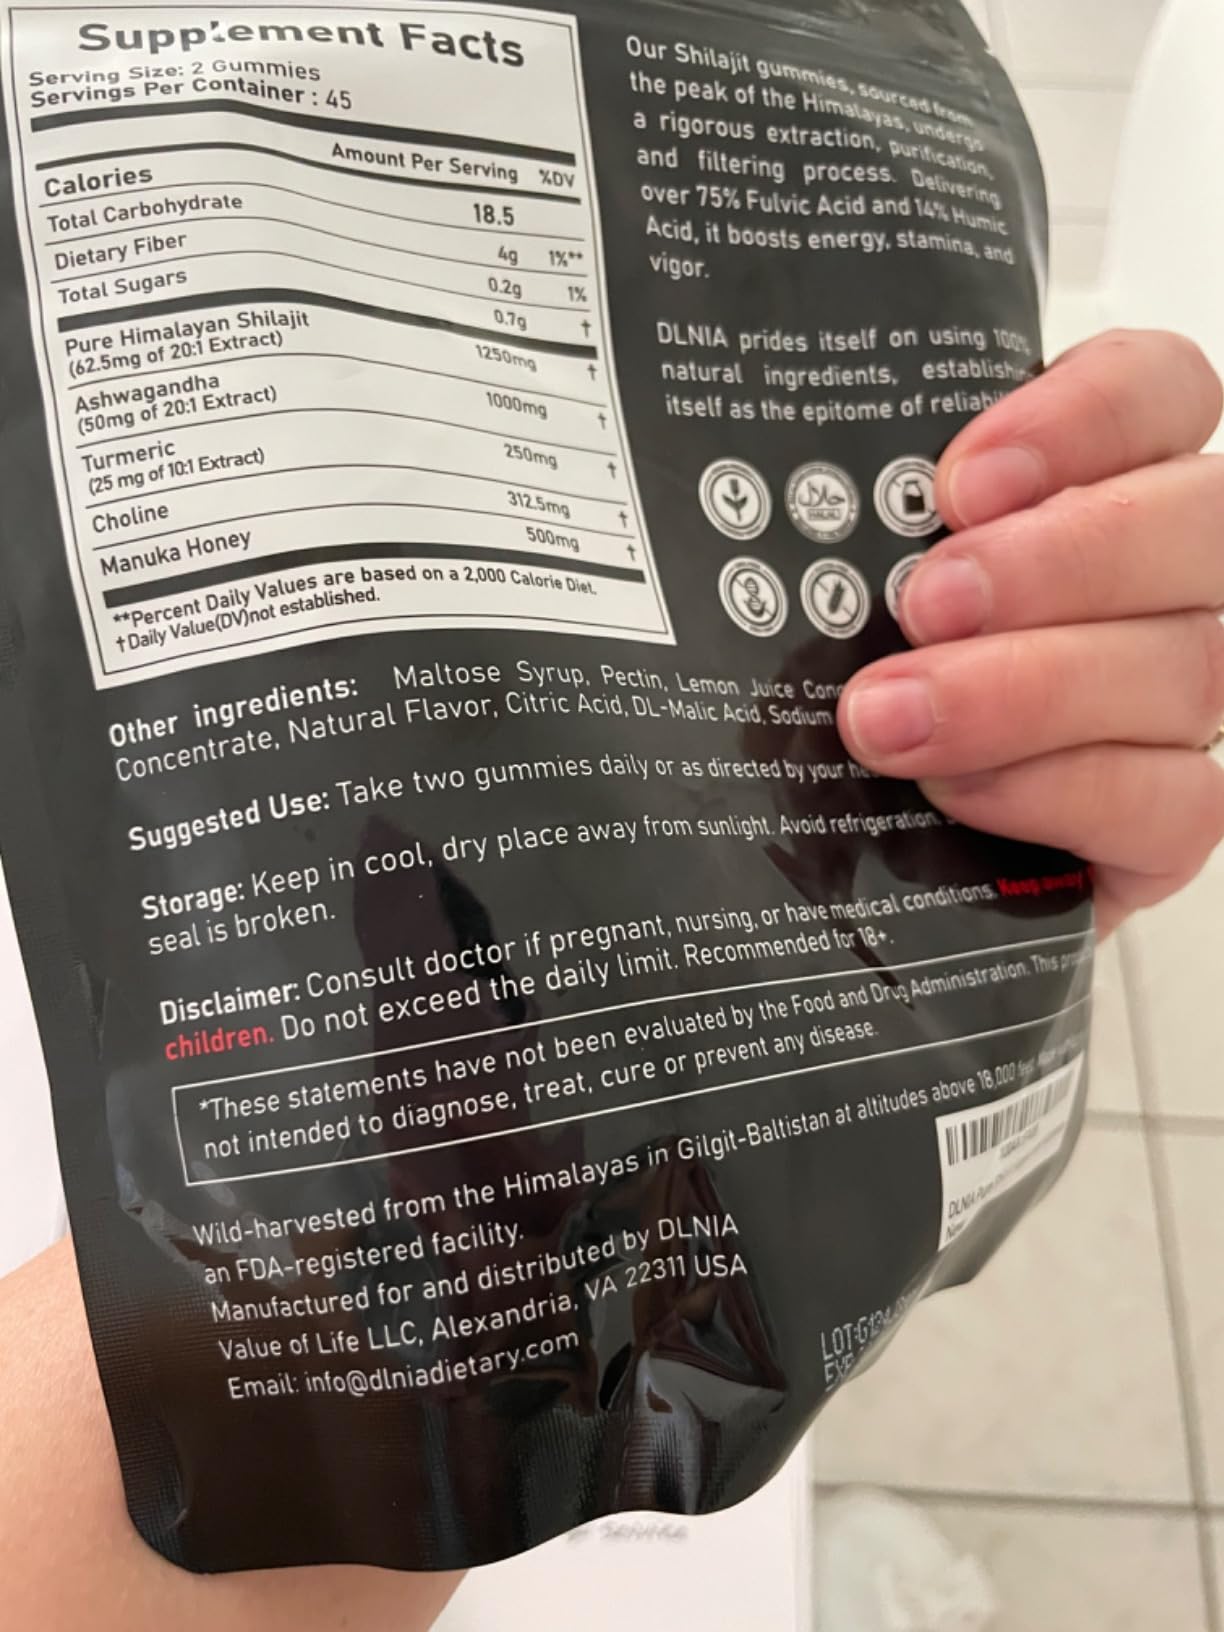 Supplement Facts
Serving Size: 2 Gummies
Servings Per Container : 45
Amount Per Serving %DV
Calories 18.5
Total Carbohydrate 4g 1%**
Dietary Fiber 0.2g 1%
Total Sugars 0.7g †
Pure Himalayan Shilajit 1250mg †
(62.5mg of 20:1 Extract)
Ashwagandha 1000mg †
(50mg of 20:1 Extract)
Turmeric 250mg †
(25 mg of 10:1 Extract)
Choline 312.5mg †
Manuka Honey 500mg †
**Percent Daily Values are based on a 2,000 Calorie Diet.
†Daily Value(DV)not established.
Our Shilajit gummies, sourced from
the peak of the Himalayas, undergo
a rigorous extraction, purification,
and filtering process. Delivering
over 75% Fulvic Acid and 14% Humic
Acid, it boosts energy, stamina, and
vigor.
DLNIA prides itself on using 100%
natural ingredients,
itself as the epitome of
حلال
HALAL
Other ingredients: Maltose Syrup, Pectin, Lemon Juice
Concentrate, Natural Flavor, Citric Acid, DL-Malic Acid, Sodium
Suggested Use: Take two gummies daily or as directed by your
Storage: Keep in cool, dry place away from sunlight. Avoid refrigeration.
seal is broken.
Disclaimer: Consult doctor if pregnant, nursing, or have medical conditions. Keep away
children. Do not exceed the daily limit. Recommended for 18+.
*These statements have not been evaluated by the Food and Drug Administration. This
not intended to diagnose, treat, cure or prevent any disease.
Wild-harvested from the Himalayas in Gilgit-Baltistan at altitudes above 18,000
an FDA-registered facility.
Manufactured for and distributed by DLNIA
Value of Life LLC, Alexandria, VA 22311 USA
Email: info@dlniadietary.com
DLNIA
New